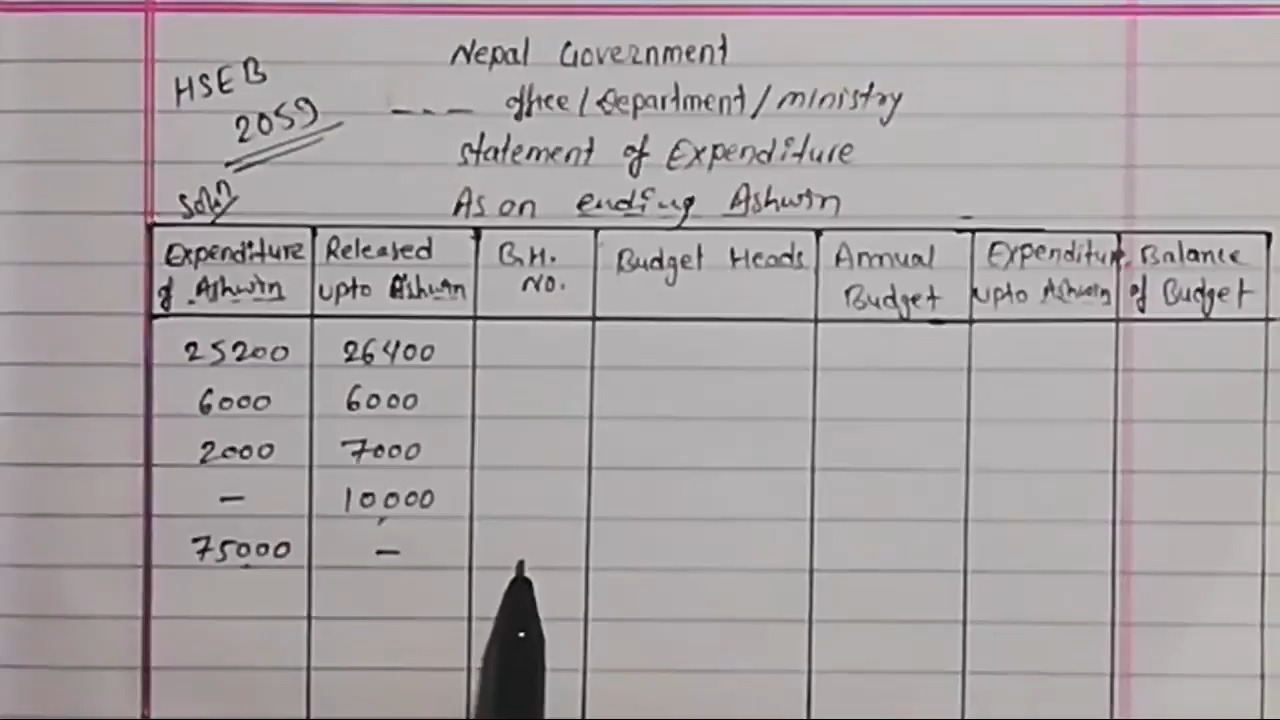 HSEB
2059
Soln
Nepal Government
--- office/Department/ministry
Statement of Expenditure
As on ending Ashwin
Expenditure of Ashwin | Released upto Ashwin | B.H. No. | Budget Heads | Annual Budget | Expenditure upto Ashwin | Balance of Budget
25200 26400
6000 6000
2000 7000
– 10000
75000 –